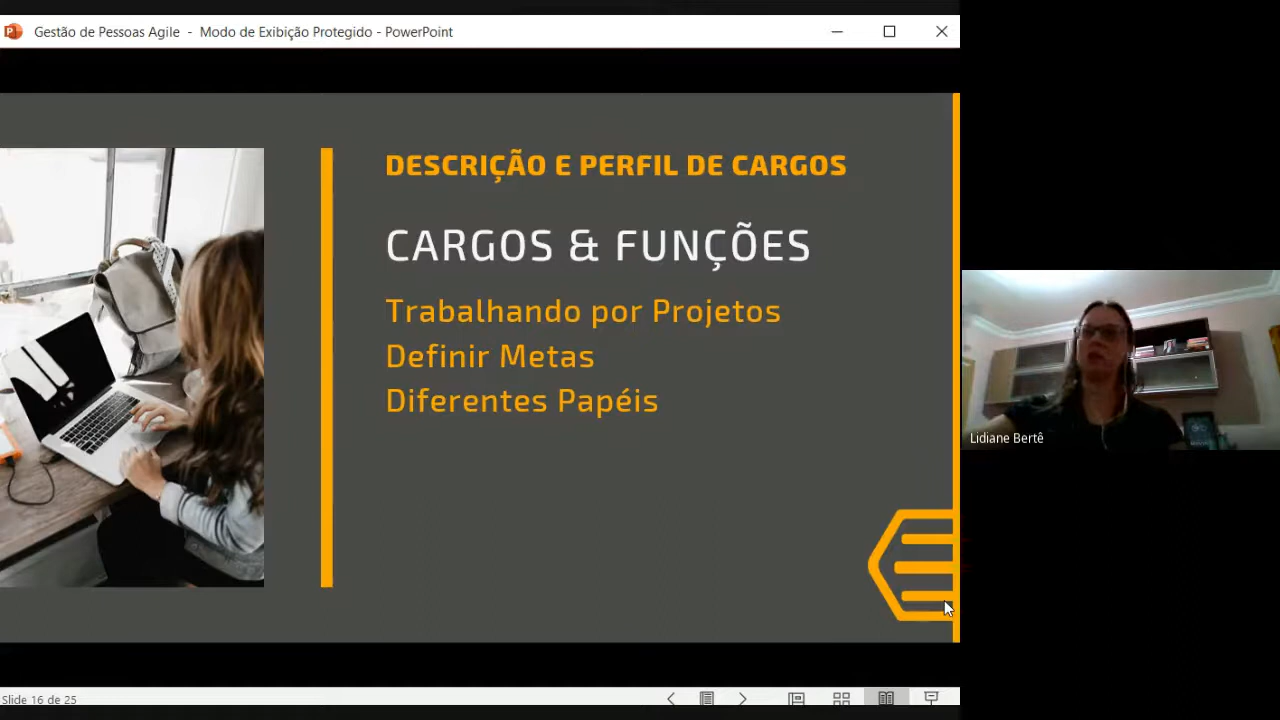 Gestão de Pessoas Agile - Modo de Exibição Protegido - PowerPoint
DESCRIÇÃO E PERFIL DE CARGOS
CARGOS & FUNÇÕES
Trabalhando por Projetos
Definir Metas
Diferentes Papéis
Lidiane Bertê
Slide 16 de 25